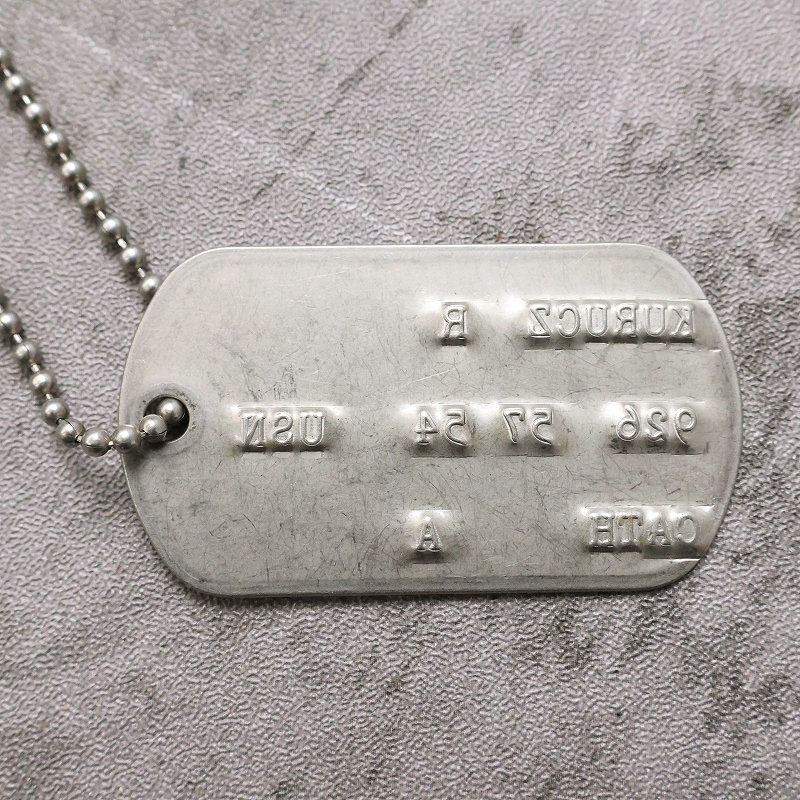 KURUCZ R
926 57 54 USN
CATH A